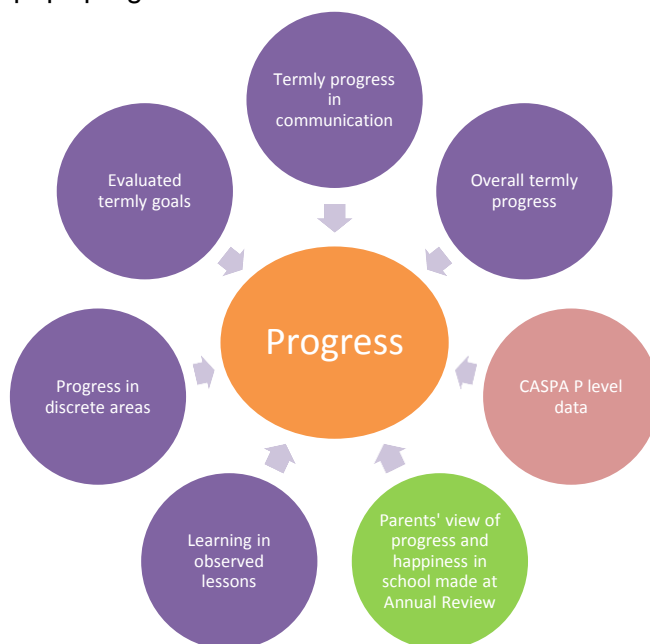 Termly progress
in
communication
Overall termly
progress
CASPA P level
data
Parents' view of
progress and
happiness in
school made at
Annual Review
Learning in
observed
lessons
Progress in
discrete areas
Evaluated
termly goals
Progress